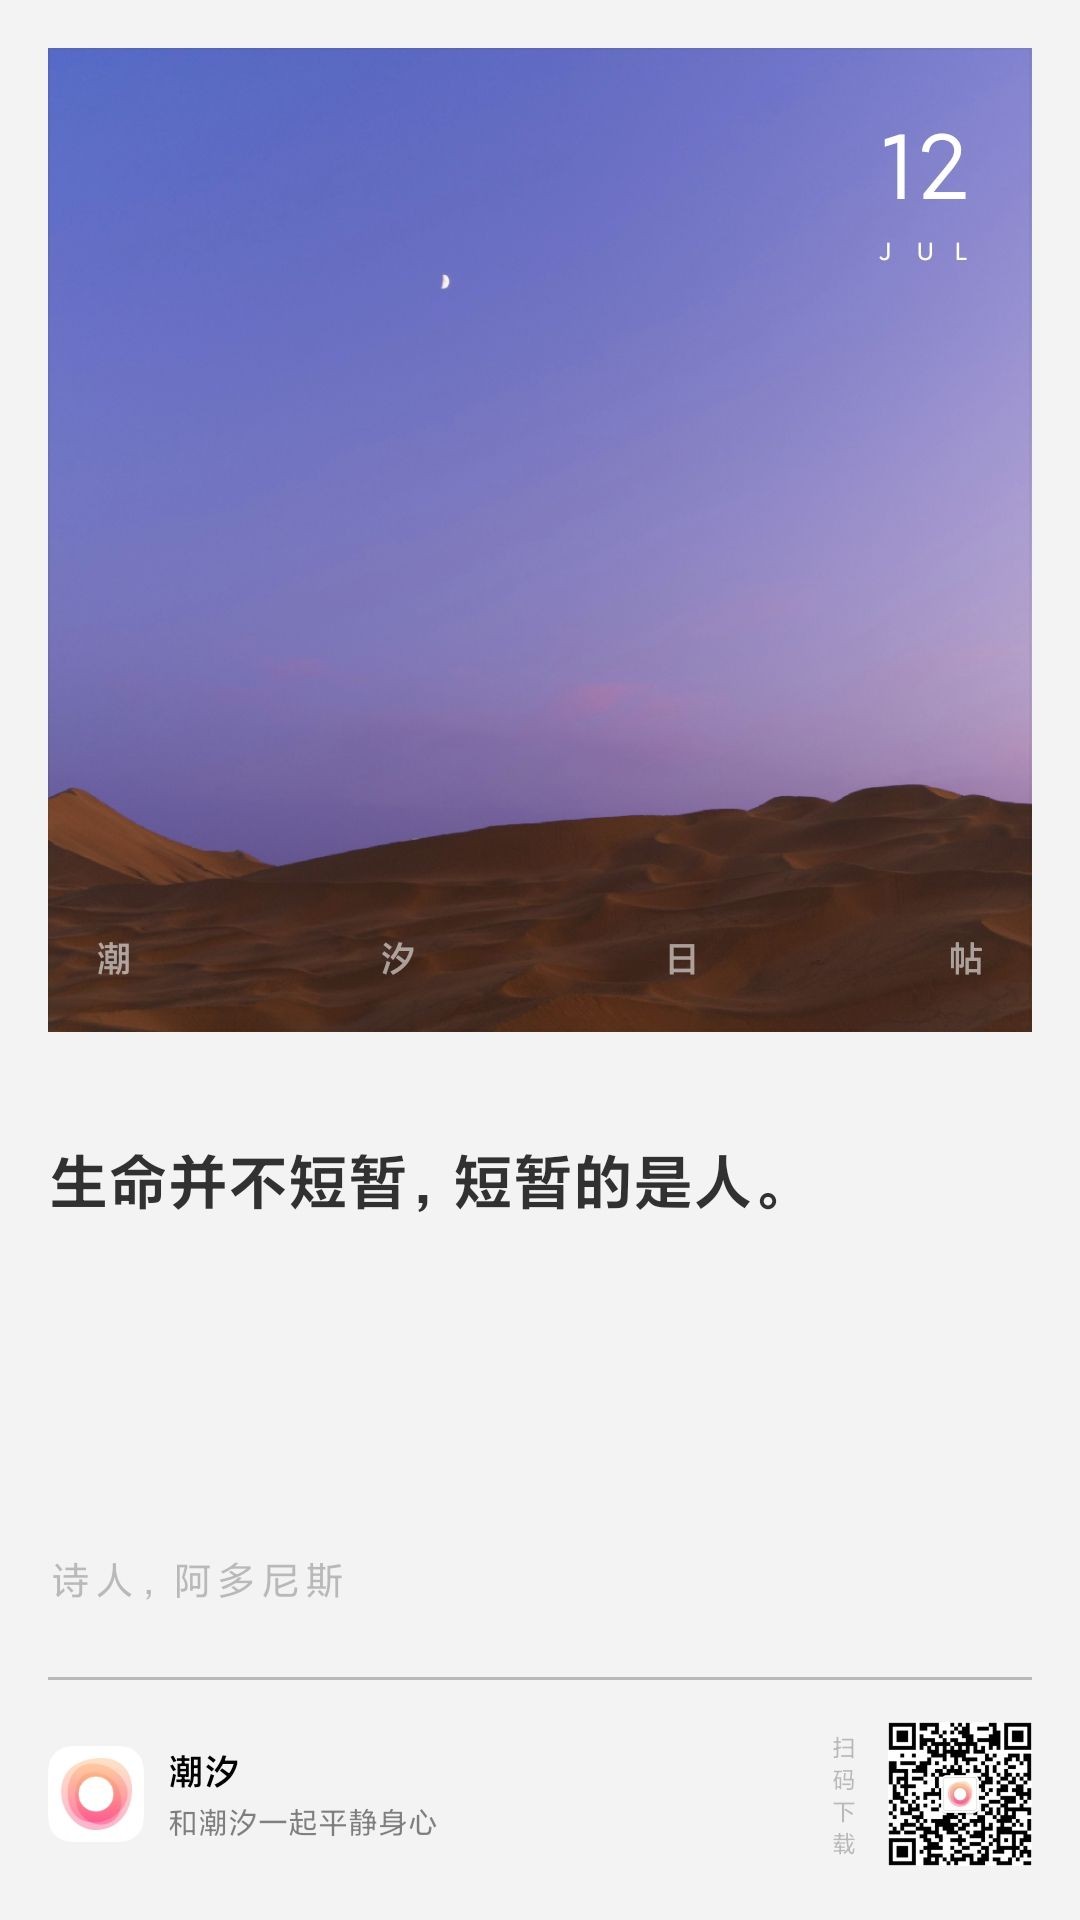 12
JUL
潮汐日帖
生命并不短暂，短暂的是人。
诗人，阿多尼斯
潮汐
和潮汐一起平静身心
扫码下载